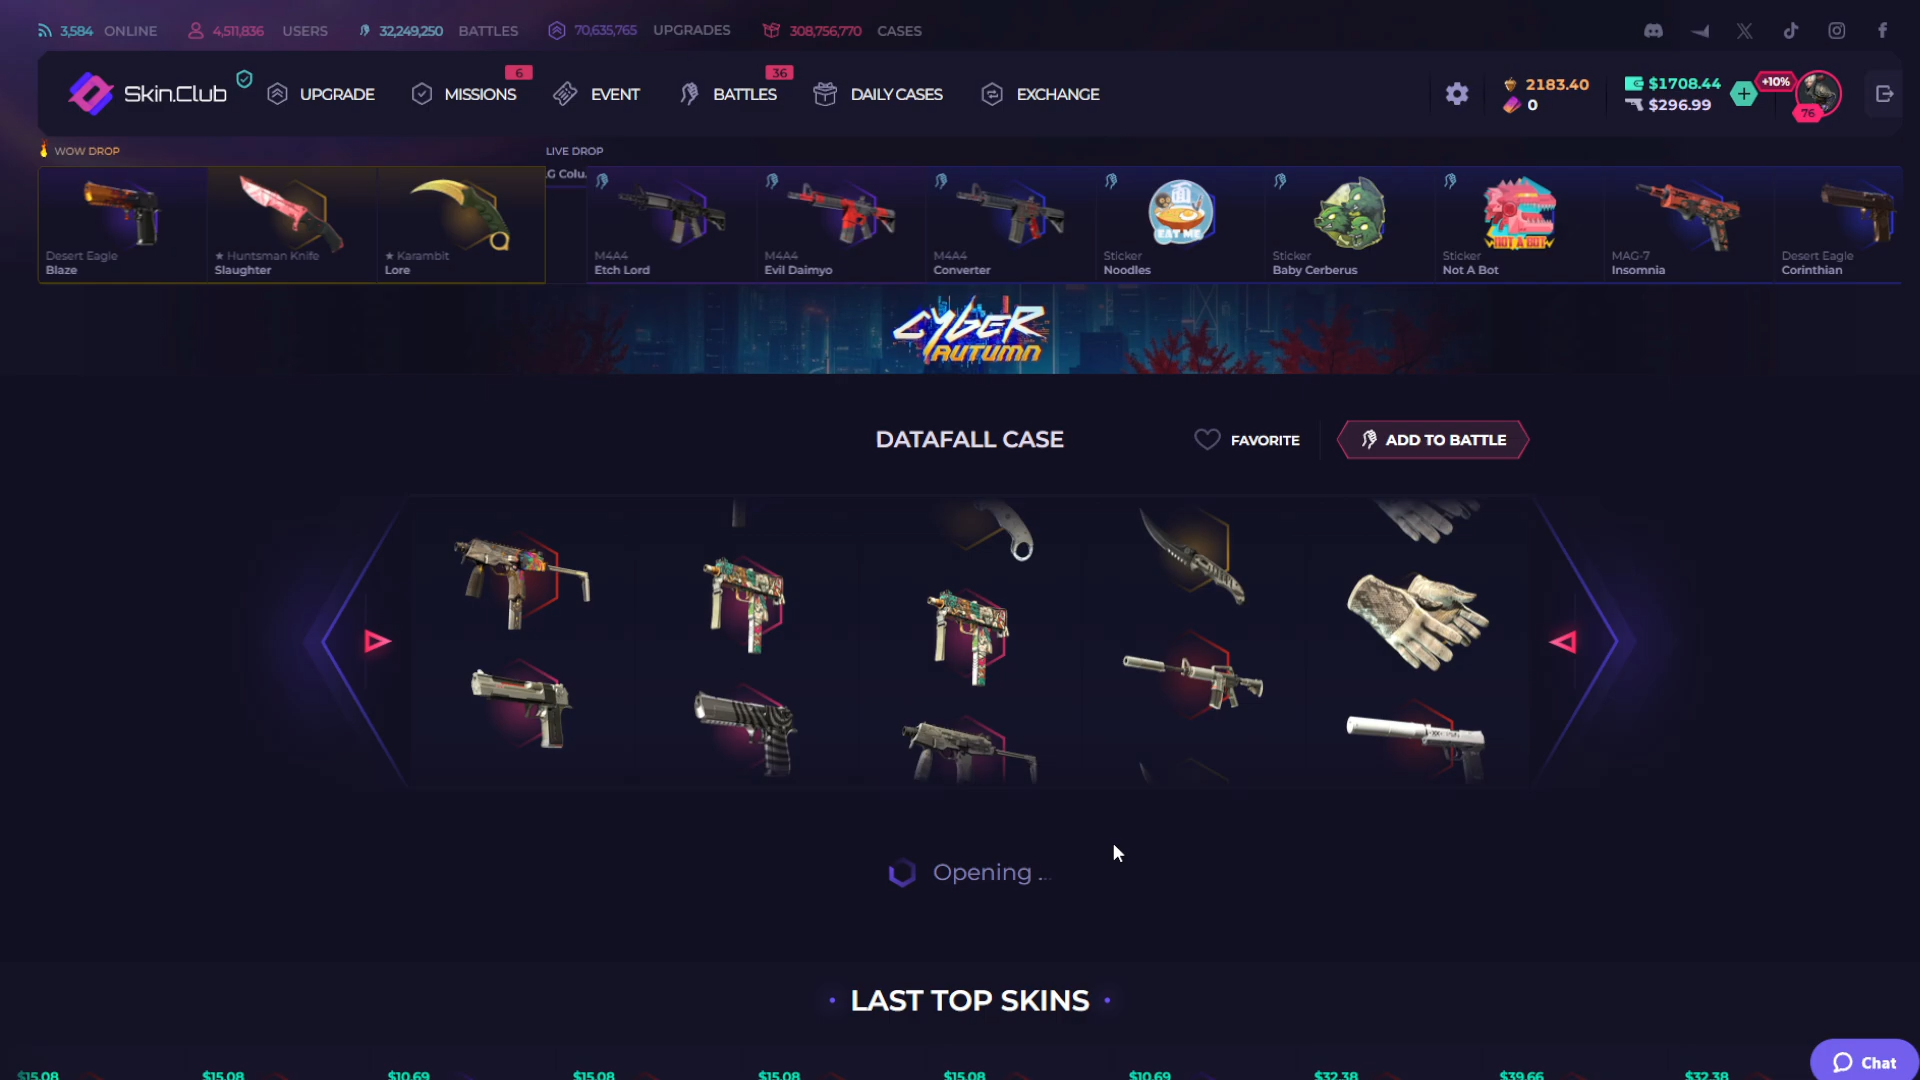 3,584 ONLINE 4,511,836 USERS 32,249,250 BATTLES 70,635,765 UPGRADES 308,756,770 CASES
Skin.Club UPGRADE MISSIONS 6 EVENT BATTLES 36 DAILY CASES EXCHANGE
2183.40
0
$1708.44
$296.99
+10%
76
WOW DROP
LIVE DROP
Desert Eagle
Blaze
★ Huntsman Knife
Slaughter
★ Karambit
Lore
.G Colu.
M4A4
Etch Lord
M4A4
Evil Daimyo
M4A4
Converter
EAT ME
Sticker
Noodles
Sticker
Baby Cerberus
NOT A BOT
Sticker
Not A Bot
MAG-7
Insomnia
Desert Eagle
Corinthian
CYBER
AUTUMN
DATAFALL CASE
FAVORITE
ADD TO BATTLE
Opening ...
LAST TOP SKINS
$15.08 $15.08 $10.69 $15.08 $15.08 $15.08 $10.69 $32.38 $39.66 $32.38
Chat